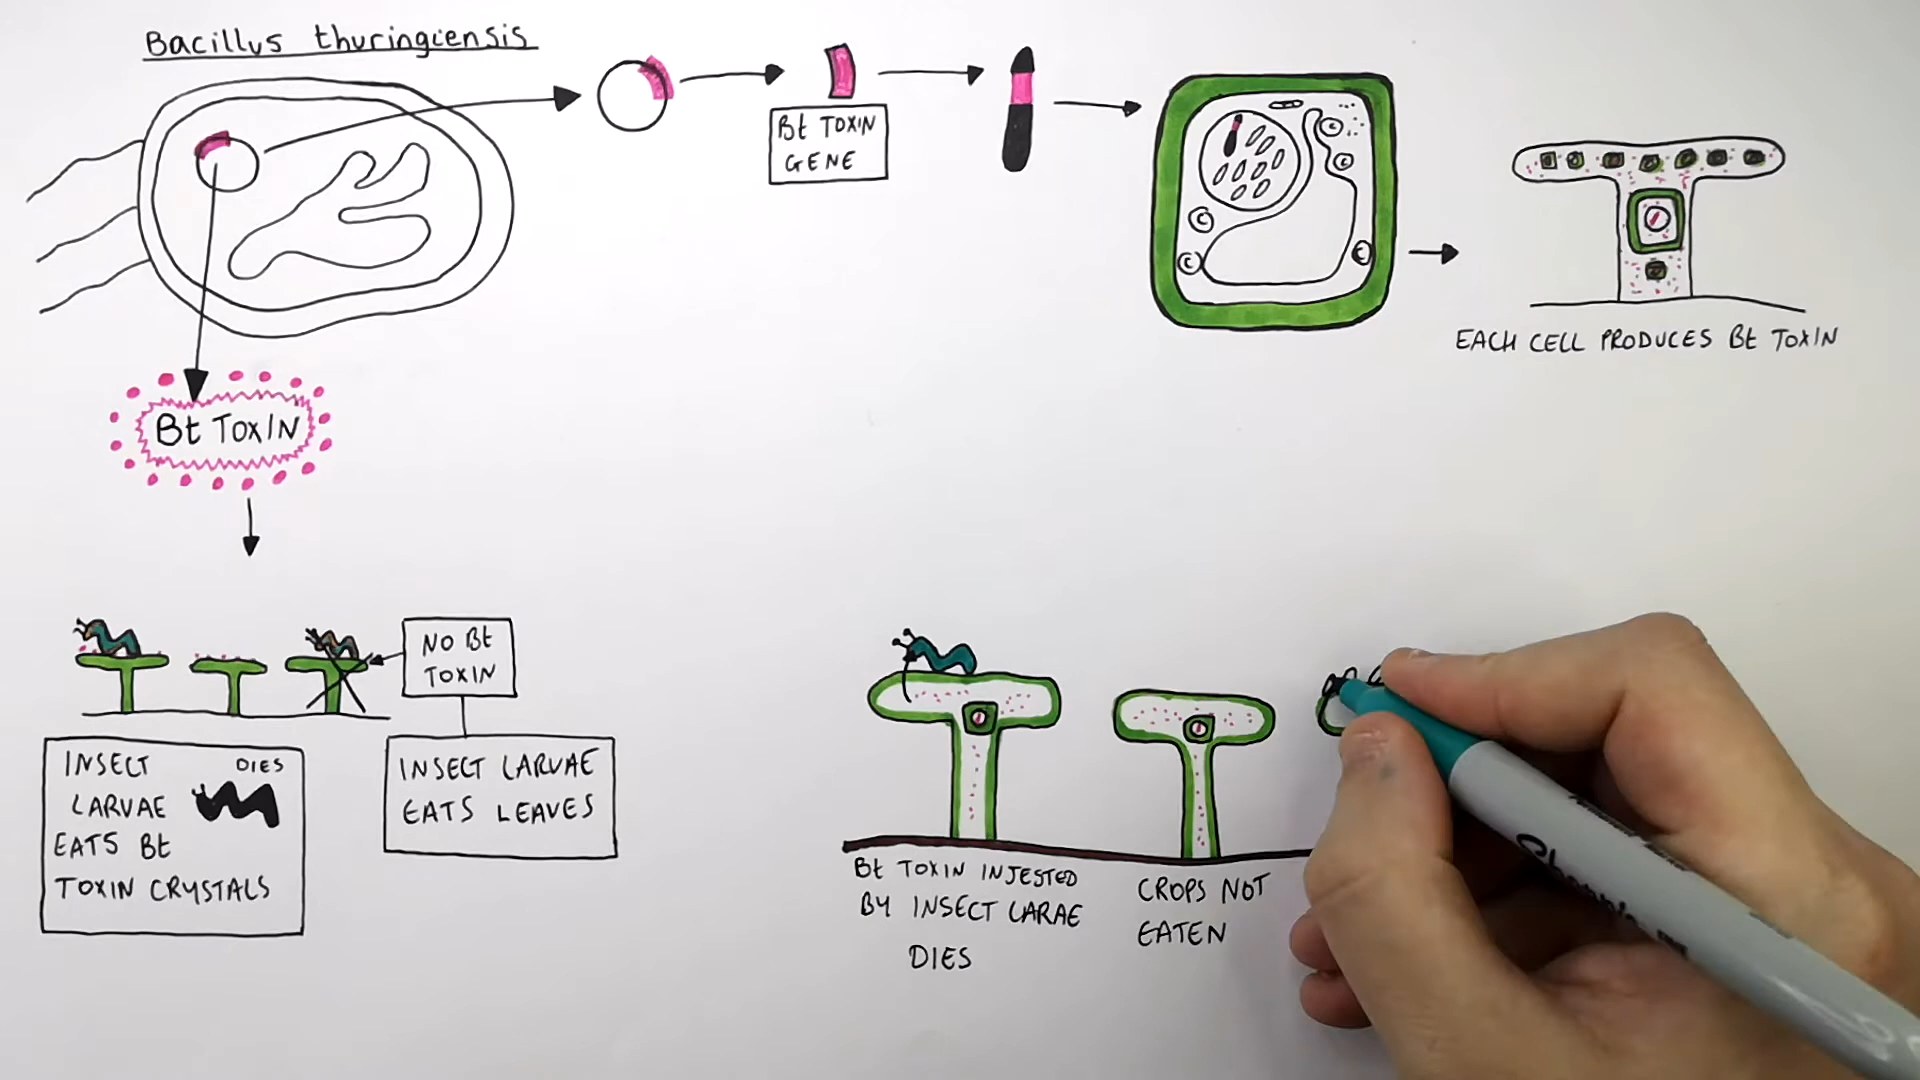 Bacillus thuringiensis
Bt TOXIN
GENE
EACH CELL PRODUCES Bt TOXIN
Bt TOXIN
NO Bt
TOXIN
INSECT DIES
LARVAE
EATS Bt
TOXIN CRYSTALS
INSECT LARVAE
EATS LEAVES
Bt TOXIN INJESTED
BY INSECT LARAE
DIES
CROPS NOT
EATEN
Sharpie